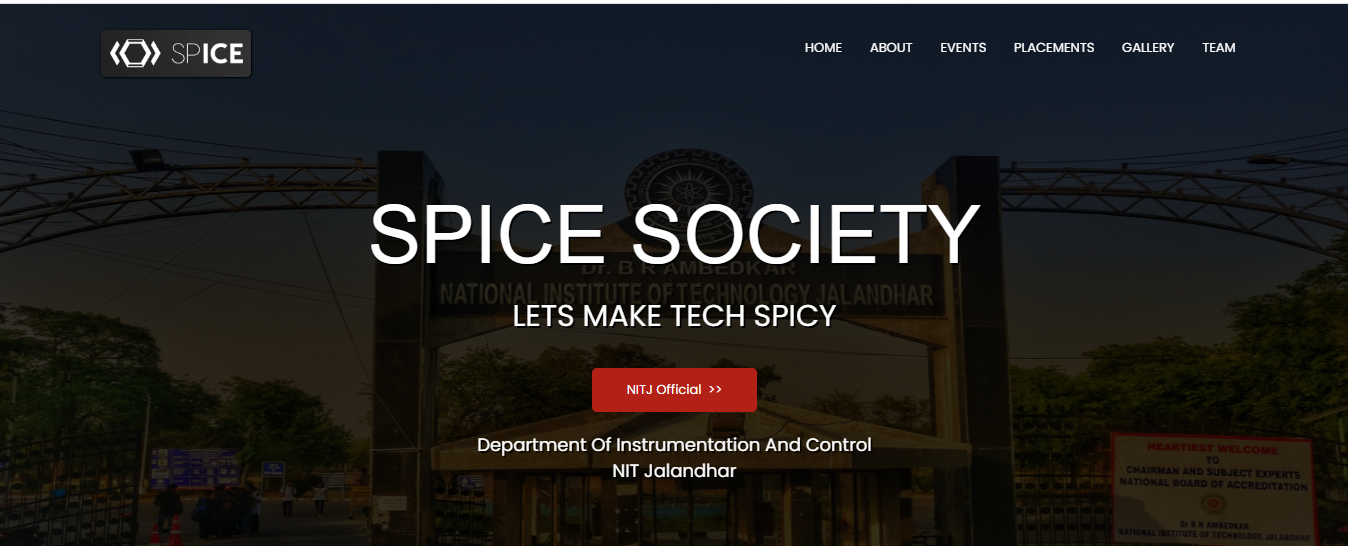 SPICE
HOME ABOUT EVENTS PLACEMENTS GALLERY TEAM
SPICE SOCIETY
Dr. B R AMBEDKAR
NATIONAL INSTITUTE OF TECHNOLOGY, JALANDHAR
LETS MAKE TECH SPICY
NITJ Official >>
Department Of Instrumentation And Control
NIT Jalandhar
HEARTIEST WELCOME
TO
CHAIRMAN AND SUBJECT EXPERTS
NATIONAL BOARD OF ACCREDITATION
Dr B R AMBEDKAR
NATIONAL INSTITUTE OF TECHNOLOGY, JALANDHAR